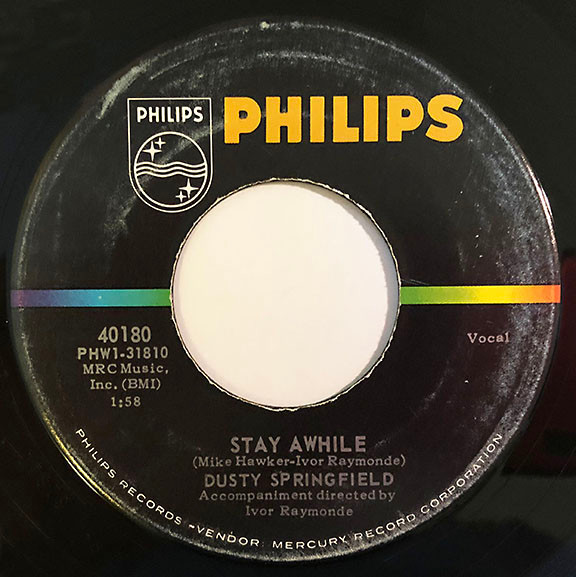 PHILIPS
PHILIPS
40180
PHW1-31810
MRC Music,
Inc. (BMI)
1:58
Vocal
STAY AWHILE
(Mike Hawker-Ivor Raymonde)
DUSTY SPRINGFIELD
Accompaniment directed by
Ivor Raymonde
PHILIPS RECORDS-VENDOR: MERCURY RECORD CORPORATION